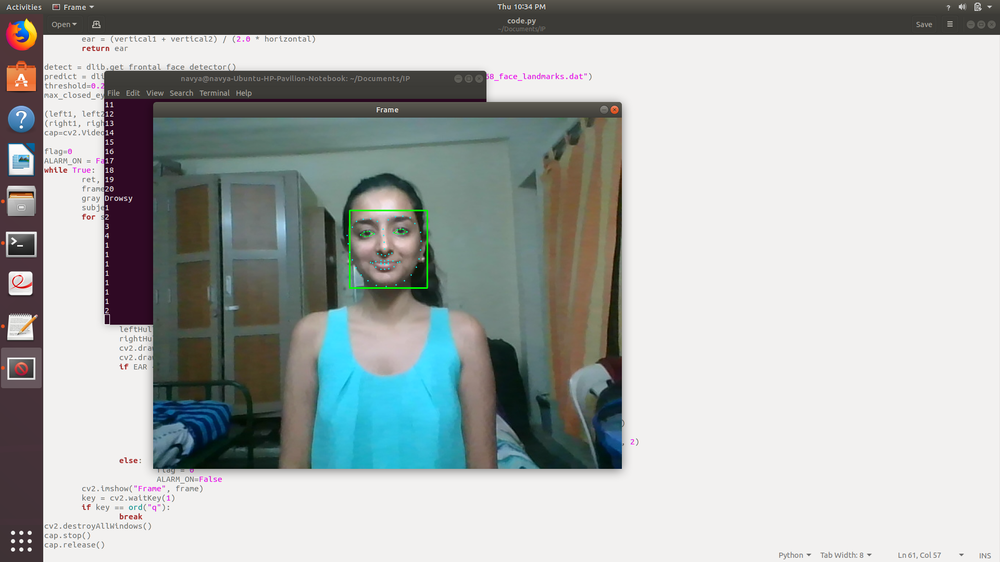 Activities
Frame
Thu 10:34 PM
?
Open
code.py
~/Documents/IP
Save
ear = (vertical1 + vertical2) / (2.0 * horizontal)
return ear
detect = dlib.get_frontal_face_detector()
predict = dli
68_face_landmarks.dat")
threshold=0.2
max_closed_ey
(left1, left2
(right1, righ
cap=cv2.Video
flag=0
ALARM_ON = Fa
while True:
ret,
frame
gray
subje
for s
navya@navya-Ubuntu-HP-Pavilion-Notebook: ~/Documents/IP
File Edit View Search Terminal Help
11
12
13
14
15
16
17
18
19
20
Drowsy
1
2
3
4
1
1
1
1
1
1
1
2
Frame
leftHul
rightHu
cv2.draw
cv2.draw
if EAR
)
, 2)
else:
flag = 0
ALARM_ON=False
cv2.imshow("Frame", frame)
key = cv2.waitKey(1)
if key == ord("q"):
break
cv2.destroyAllWindows()
cap.stop()
cap.release()
Python
Tab Width: 8
Ln 61, Col 57
INS